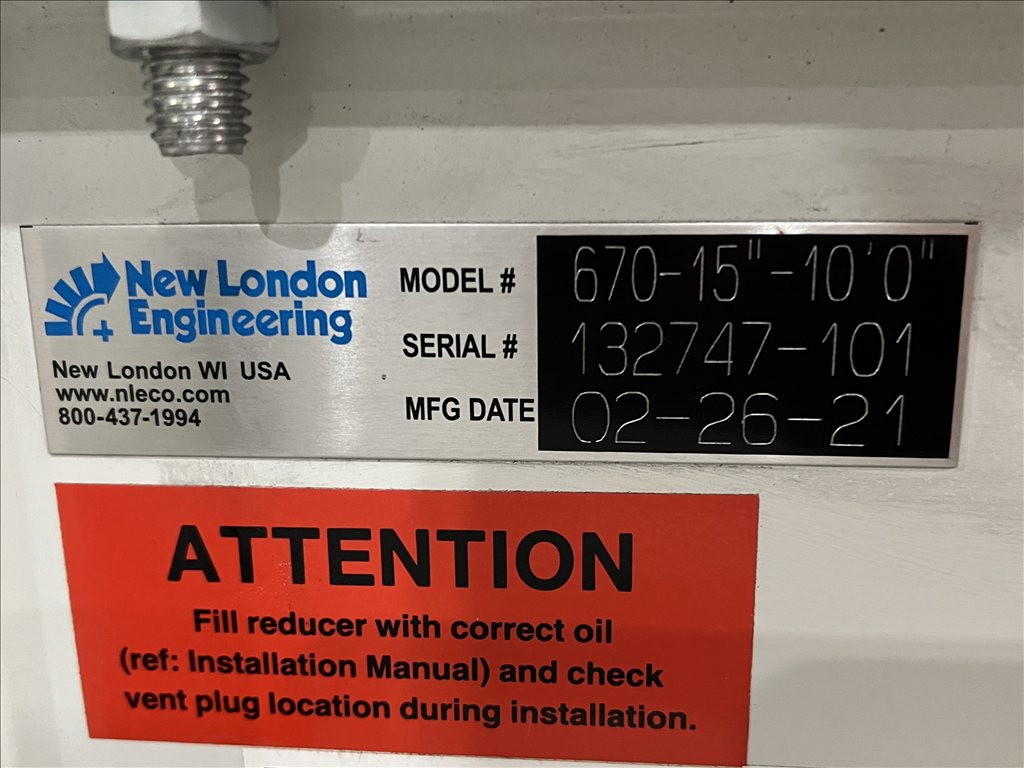 New London
Engineering
New London WI USA
www.nleco.com
800-437-1994
MODEL # 670-15"-10'0"
SERIAL # 132747-101
MFG DATE 02-26-21
ATTENTION
Fill reducer with correct oil
(ref: Installation Manual) and check
vent plug location during installation.